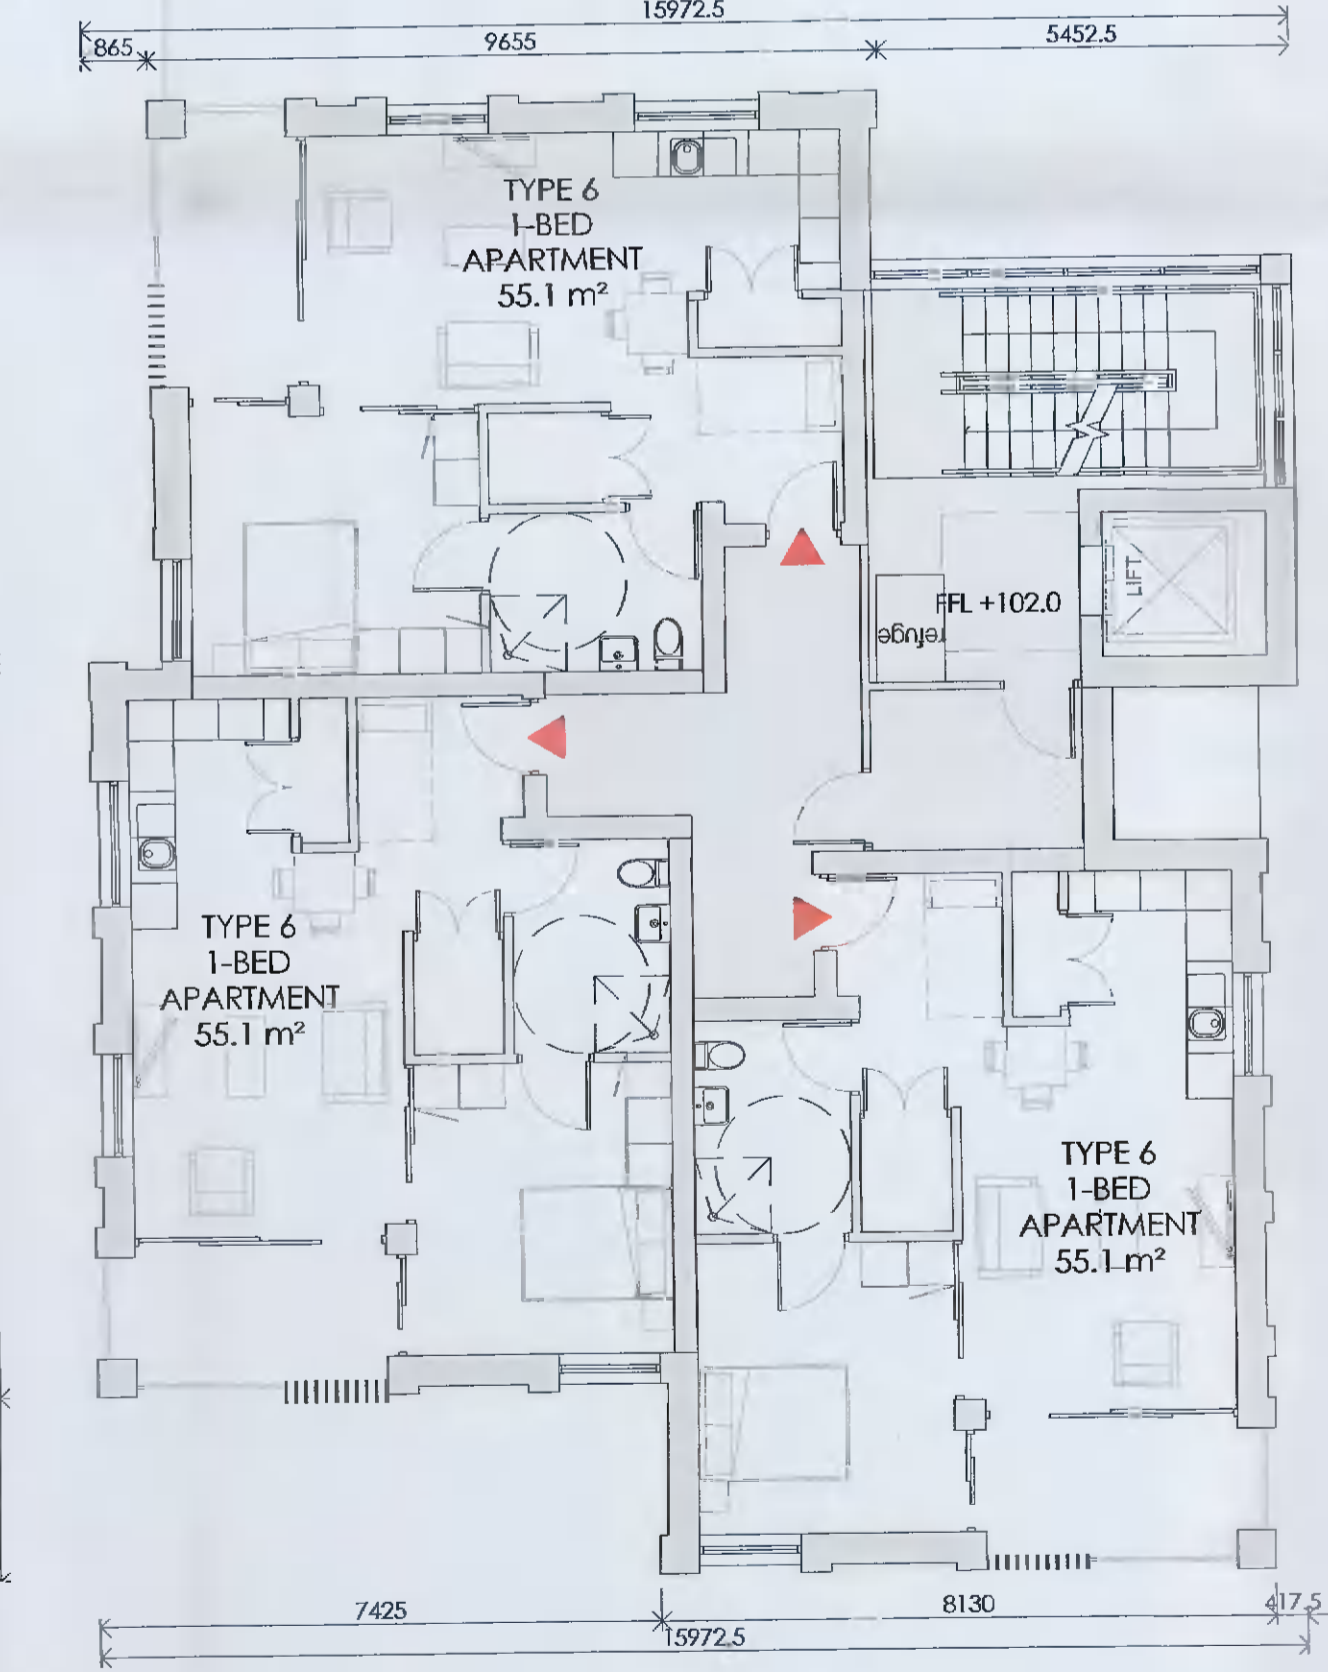 15972.5
865
9655
5452.5
TYPE 6
1-BED
APARTMENT
55.1 m²
FFL +102.0
refuge
LIFT
TYPE 6
1-BED
APARTMENT
55.1 m²
TYPE 6
1-BED
APARTMENT
55.1 m²
7425
8130
417.5
15972.5